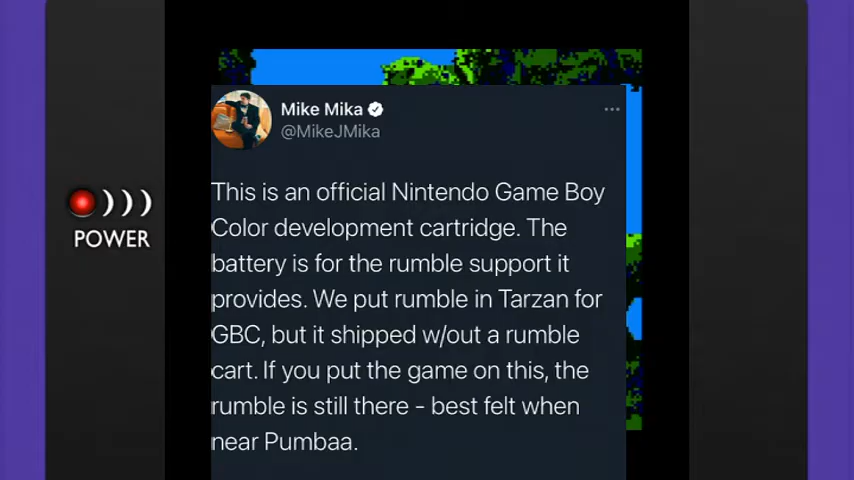 Mike Mika
@MikeJMika
This is an official Nintendo Game Boy
Color development cartridge. The
battery is for the rumble support it
provides. We put rumble in Tarzan for
GBC, but it shipped w/out a rumble
cart. If you put the game on this, the
rumble is still there - best felt when
near Pumbaa.
POWER